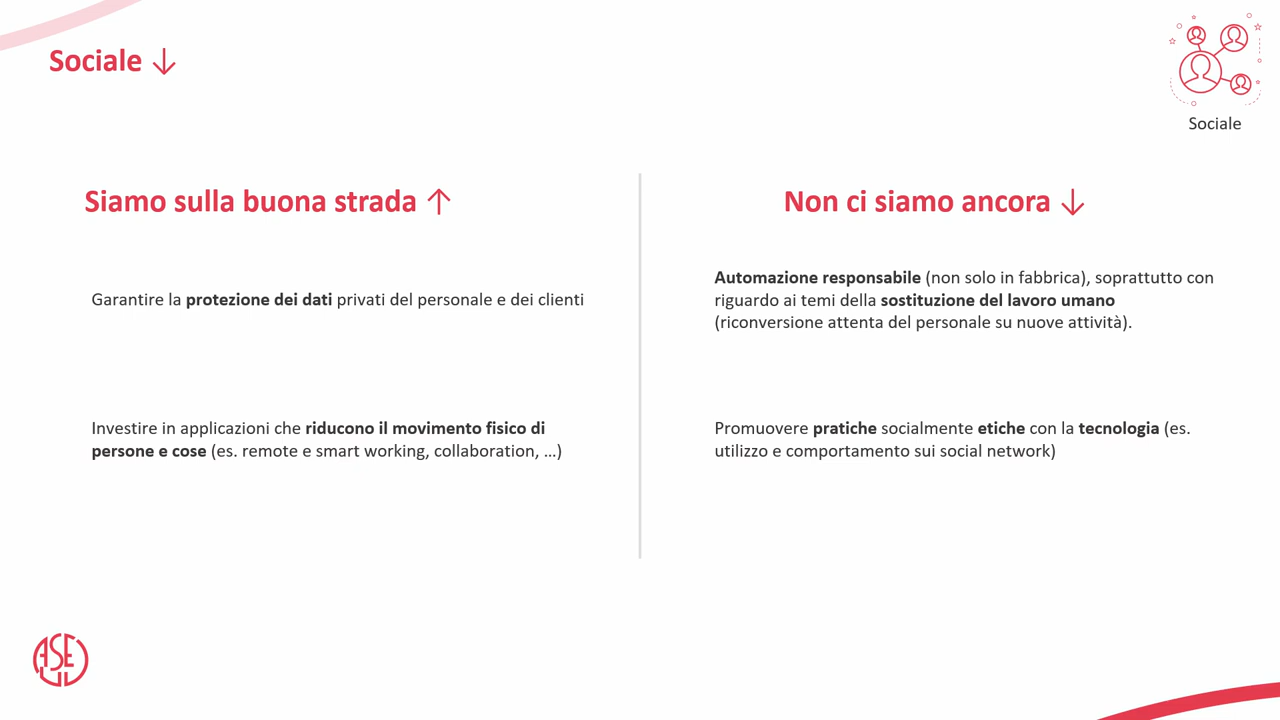 Sociale ↓
Sociale
Siamo sulla buona strada ↑
Garantire la protezione dei dati privati del personale e dei clienti
Investire in applicazioni che riducono il movimento fisico di
persone e cose (es. remote e smart working, collaboration, ...)
Non ci siamo ancora ↓
Automazione responsabile (non solo in fabbrica), soprattutto con
riguardo ai temi della sostituzione del lavoro umano
(riconversione attenta del personale su nuove attività).
Promuovere pratiche socialmente etiche con la tecnologia (es.
utilizzo e comportamento sui social network)